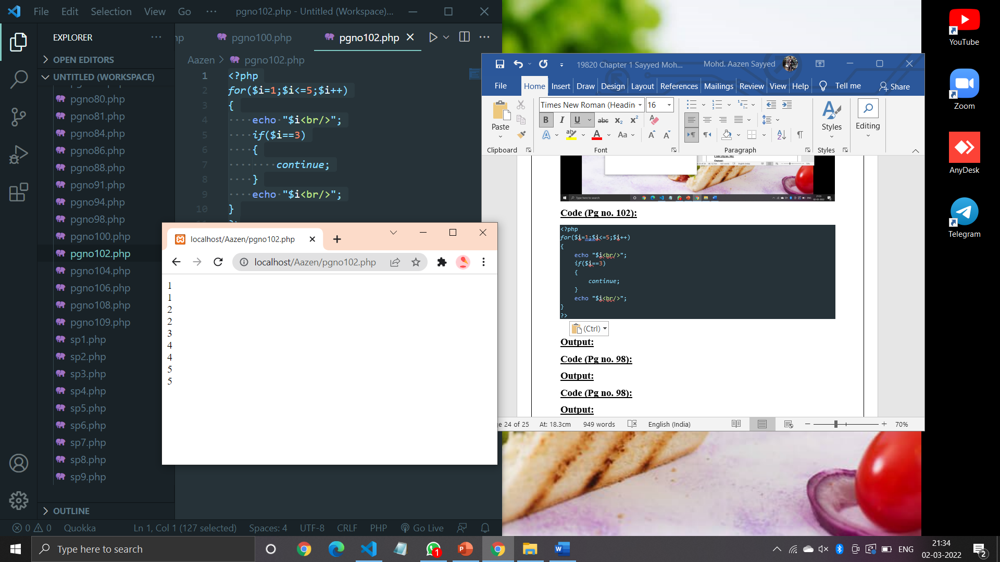 File Edit Selection View Go ··· pgno102.php - Untitled (Workspace)...
EXPLORER
OPEN EDITORS
UNTITLED (WORKSPACE)
pgno80.php
pgno81.php
pgno84.php
pgno86.php
pgno88.php
pgno91.php
pgno94.php
pgno98.php
pgno100.php
pgno102.php
pgno104.php
pgno106.php
pgno108.php
pgno109.php
sp1.php
sp2.php
sp3.php
sp4.php
sp5.php
sp6.php
sp7.php
sp8.php
sp9.php
OUTLINE
pgno100.php pgno102.php
Aazen > pgno102.php
1 <?php
2 for($i=1;$i<=5;$i++)
3 {
4 echo "$i<br/>";
5 if($i==3)
6 {
7 continue;
8 }
9 echo "$i<br/>";
10 }
0 0 Quokka Ln 1, Col 1 (127 selected) Spaces: 4 UTF-8 CRLF PHP Go Live
localhost/Aazen/pgno102.php
localhost/Aazen/pgno102.php
1
1
2
2
3
4
4
5
5
19820 Chapter 1 Sayyed Moh... Mohd. Aazen Sayyed
File Home Insert Draw Design Layout References Mailings Review View Help Tell me Share
Times New Roman (Headin 16
Paste
B I U abc x₂ x²
A ab A Aa A A
Styles
Editing
Clipboard Font Paragraph Styles
Code (Pg no. 102):
<?php
for($i=1;$i<=5;$i++)
{
echo "$i<br/>";
if($i==3)
{
continue;
}
echo "$i<br/>";
}
?>
(Ctrl)
Output:
Code (Pg no. 98):
Output:
Code (Pg no. 98):
Output:
e 24 of 25 At: 18.3cm 949 words English (India) 70%
YouTube
Zoom
AnyDesk
Telegram
Type here to search
1
ENG
21:34
02-03-2022
2